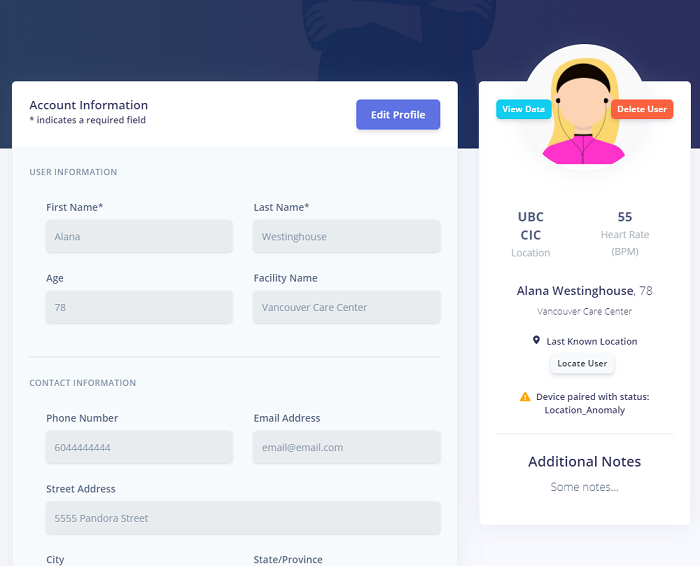 Account Information
* indicates a required field
Edit Profile
USER INFORMATION
First Name*
Last Name*
Alana
Westinghouse
Age
Facility Name
78
Vancouver Care Center
CONTACT INFORMATION
Phone Number
Email Address
6044444444
email@email.com
Street Address
5555 Pandora Street
City
State/Province
View Data
Delete User
UBC
CIC
Location
55
Heart Rate
(BPM)
Alana Westinghouse, 78
Vancouver Care Center
Last Known Location
Locate User
Device paired with status:
Location_Anomaly
Additional Notes
Some notes...